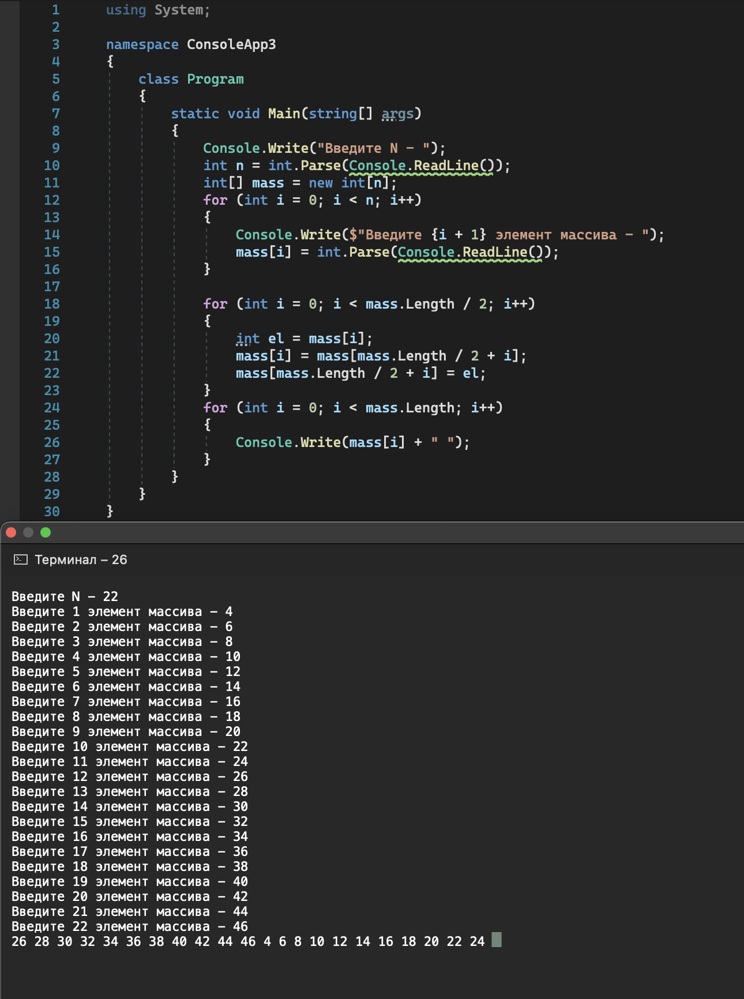 1 using System;
2
3 namespace ConsoleApp3
4 {
5 class Program
6 {
7 static void Main(string[] args)
8 {
9 Console.Write("Введите N - ");
10 int n = int.Parse(Console.ReadLine());
11 int[] mass = new int[n];
12 for (int i = 0; i < n; i++)
13 {
14 Console.Write($"Введите {i + 1} элемент массива - ");
15 mass[i] = int.Parse(Console.ReadLine());
16 }
17
18 for (int i = 0; i < mass.Length / 2; i++)
19 {
20 int el = mass[i];
21 mass[i] = mass[mass.Length / 2 + i];
22 mass[mass.Length / 2 + i] = el;
23 }
24 for (int i = 0; i < mass.Length; i++)
25 {
26 Console.Write(mass[i] + " ");
27 }
28 }
29 }
30 }
Терминал – 26
Введите N - 22
Введите 1 элемент массива - 4
Введите 2 элемент массива - 6
Введите 3 элемент массива - 8
Введите 4 элемент массива - 10
Введите 5 элемент массива - 12
Введите 6 элемент массива - 14
Введите 7 элемент массива - 16
Введите 8 элемент массива - 18
Введите 9 элемент массива - 20
Введите 10 элемент массива - 22
Введите 11 элемент массива - 24
Введите 12 элемент массива - 26
Введите 13 элемент массива - 28
Введите 14 элемент массива - 30
Введите 15 элемент массива - 32
Введите 16 элемент массива - 34
Введите 17 элемент массива - 36
Введите 18 элемент массива - 38
Введите 19 элемент массива - 40
Введите 20 элемент массива - 42
Введите 21 элемент массива - 44
Введите 22 элемент массива - 46
26 28 30 32 34 36 38 40 42 44 46 4 6 8 10 12 14 16 18 20 22 24